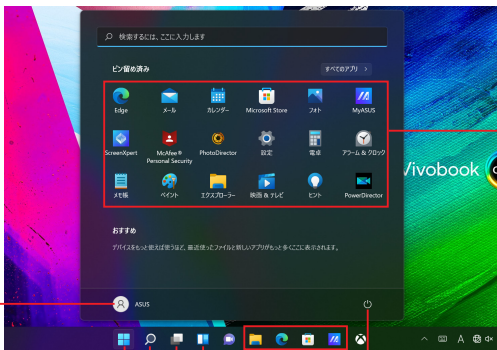 検索するには、ここに入力します
ピン留め済み
すべてのアプリ >
Edge
メール
カレンダー
Microsoft Store
フォト
MyASUS
ScreenXpert
McAfee®
Personal Security
PhotoDirector
設定
電卓
アラーム & クロック
メモ帳
ペイント
エクスプローラー
映画 & テレビ
ヒント
PowerDirector
おすすめ
デバイスをもっと使えば使うほど、最近使ったファイルと新しいアプリがもっと多くここに表示されます。
ASUS
Vivobook
A